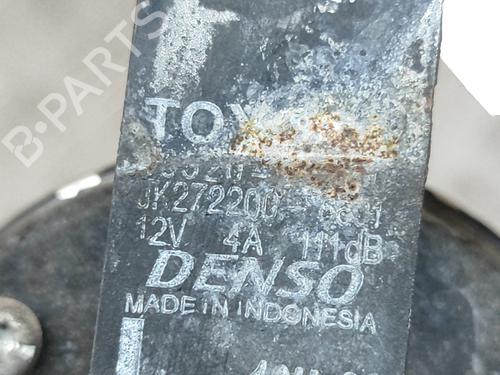 B-PARTS
TOY
JK272200-
12V 4A 111dB
DENSO
MADE IN INDONESIA